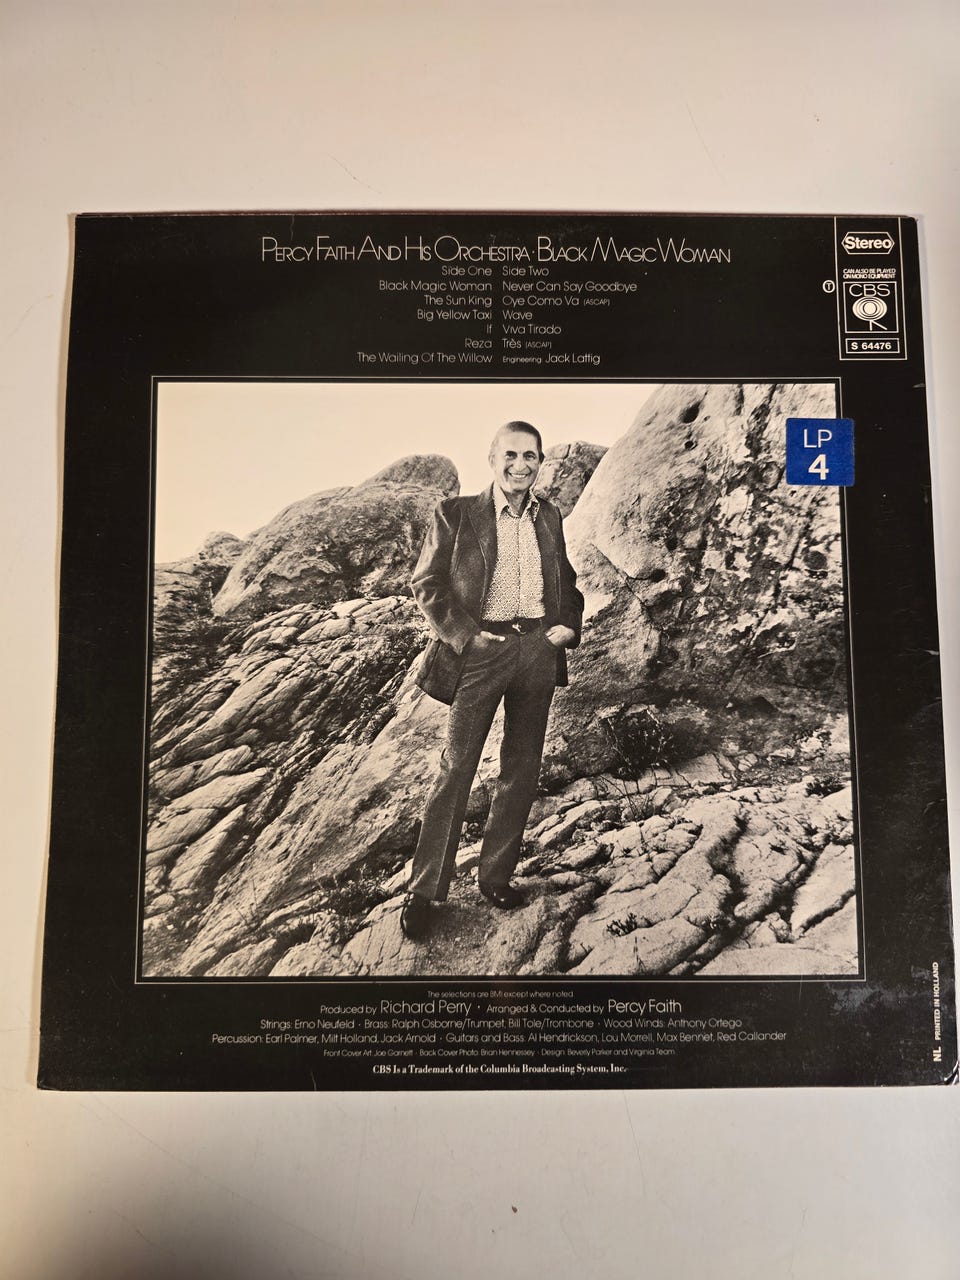 PERCY FAITH AND HIS ORCHESTRA · BLACK MAGIC WOMAN
Side One
Black Magic Woman
The Sun King
Big Yellow Taxi
If
Reza
The Wailing Of The Willow
Side Two
Never Can Say Goodbye
Oye Como Va (ASCAP)
Wave
Viva Tirado
Très (ASCAP)
Engineering: Jack Lattig
Stereo
CAN ALSO BE PLAYED
ON MONO EQUIPMENT
T
CBS
S 64476
LP
4
The selections are BMI except where noted.
Produced by Richard Perry · Arranged & Conducted by Percy Faith
Strings: Erno Neufeld · Brass: Ralph Osborne/Trumpet, Bill Tole/Trombone · Wood Winds: Anthony Ortego
Percussion: Earl Palmer, Milt Holland, Jack Arnold · Guitars and Bass: Al Hendrickson, Lou Morrell, Max Bennet, Red Callander
Front Cover Art: Joe Garnett · Back Cover Photo: Brian Hennessey · Design: Beverly Parker and Virginia Team
CBS Is a Trademark of the Columbia Broadcasting System, Inc.
NL PRINTED IN HOLLAND